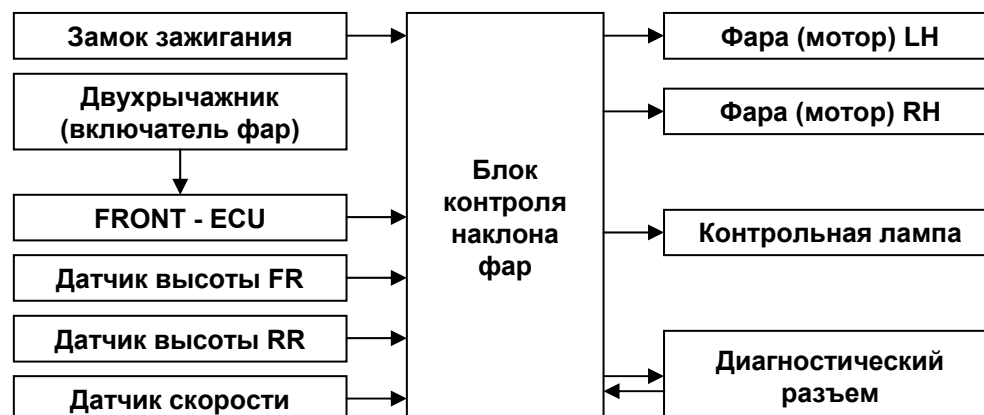 Замок зажигания
Двухрычажник
(включатель фар)
FRONT - ECU
Датчик высоты FR
Датчик высоты RR
Датчик скорости
Блок
контроля
наклона
фар
Фара (мотор) LH
Фара (мотор) RH
Контрольная лампа
Диагностический
разъем